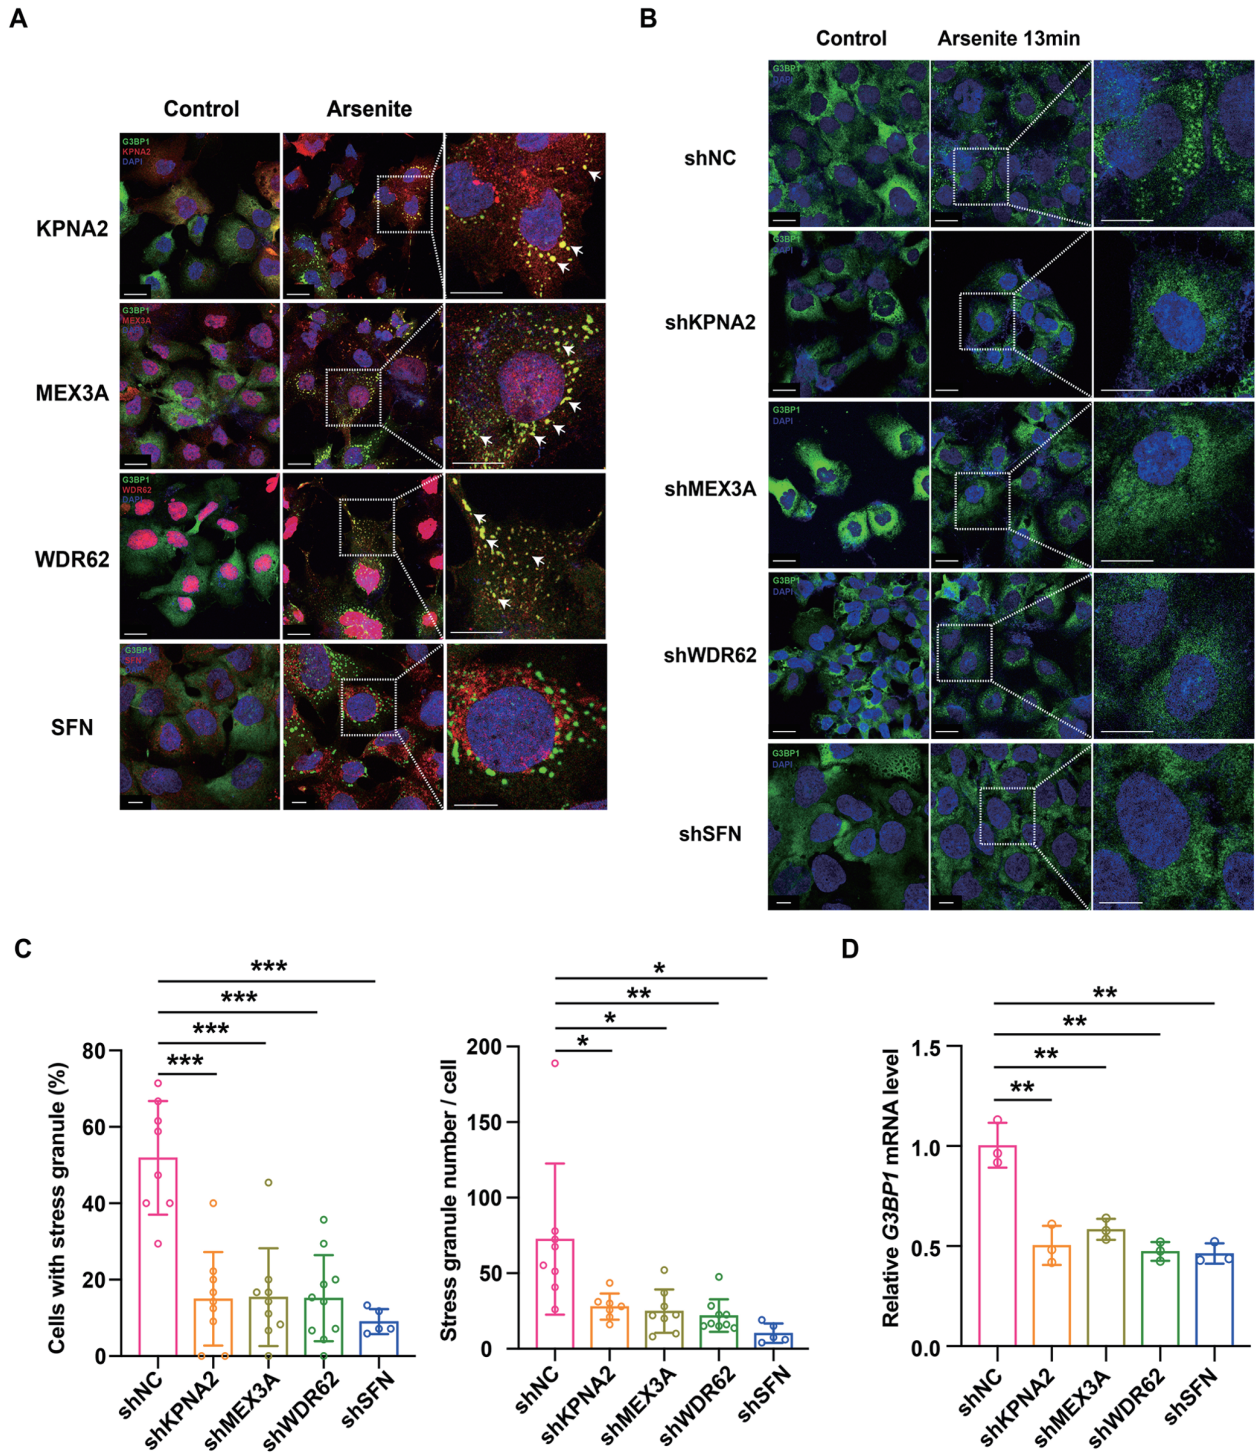 A
Control
Arsenite
KPNA2
G3BP1
KPNA2
DAPI
MEX3A
G3BP1
MEX3A
DAPI
WDR62
G3BP1
WDR62
DAPI
SFN
G3BP1
SFN
DAPI
B
Control
Arsenite 13min
shNC
G3BP1
DAPI
shKPNA2
G3BP1
DAPI
shMEX3A
G3BP1
DAPI
shWDR62
G3BP1
DAPI
shSFN
G3BP1
DAPI
C
Cells with stress granule (%)
80
60
40
20
0
***
***
***
***
shNC
shKPNA2
shMEX3A
shWDR62
shSFN
Stress granule number / cell
200
150
100
50
0
*
**
*
*
shNC
shKPNA2
shMEX3A
shWDR62
shSFN
D
Relative G3BP1 mRNA level
1.5
1.0
0.5
0.0
**
**
**
**
shNC
shKPNA2
shMEX3A
shWDR62
shSFN